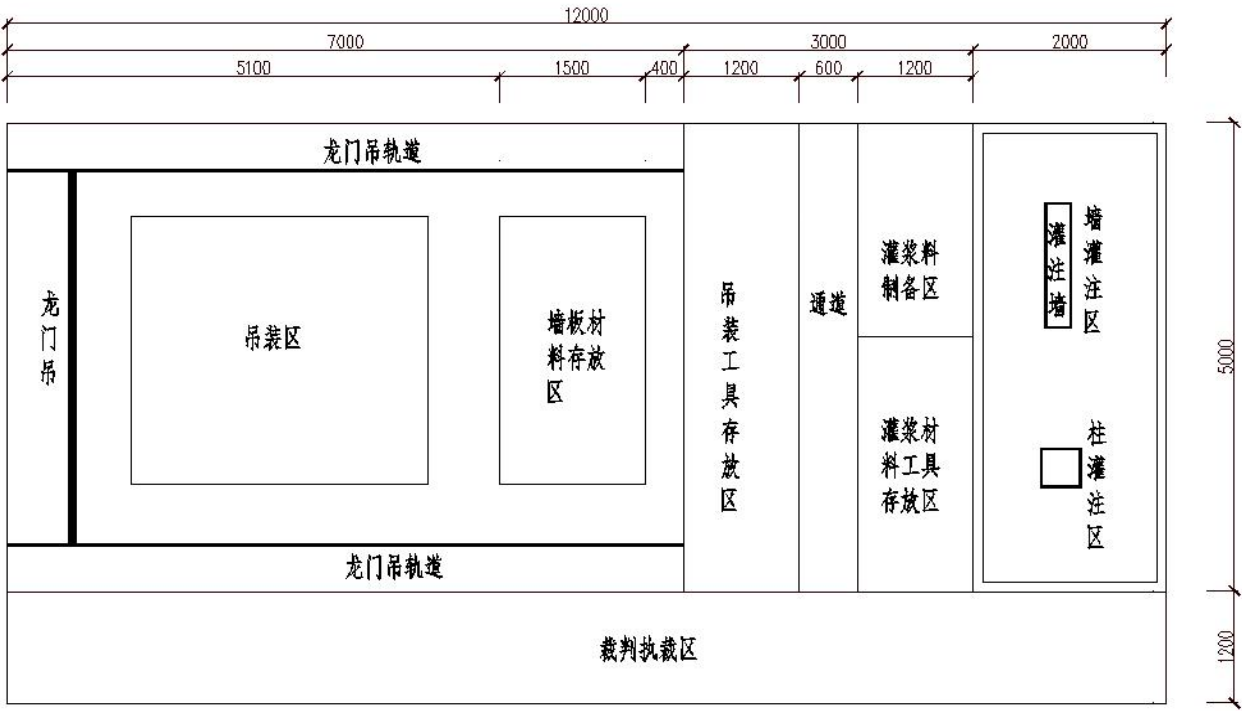 12000
7000
3000
2000
5100
1500
400
1200
600
1200
龙门吊轨道
龙门吊
吊装区
墙板材
料存放
区
吊装工具存放区
通道
灌浆料
制备区
灌浆材
料工具
存放区
灌注墙
墙灌注区
柱灌注区
5000
龙门吊轨道
裁判执裁区
1200